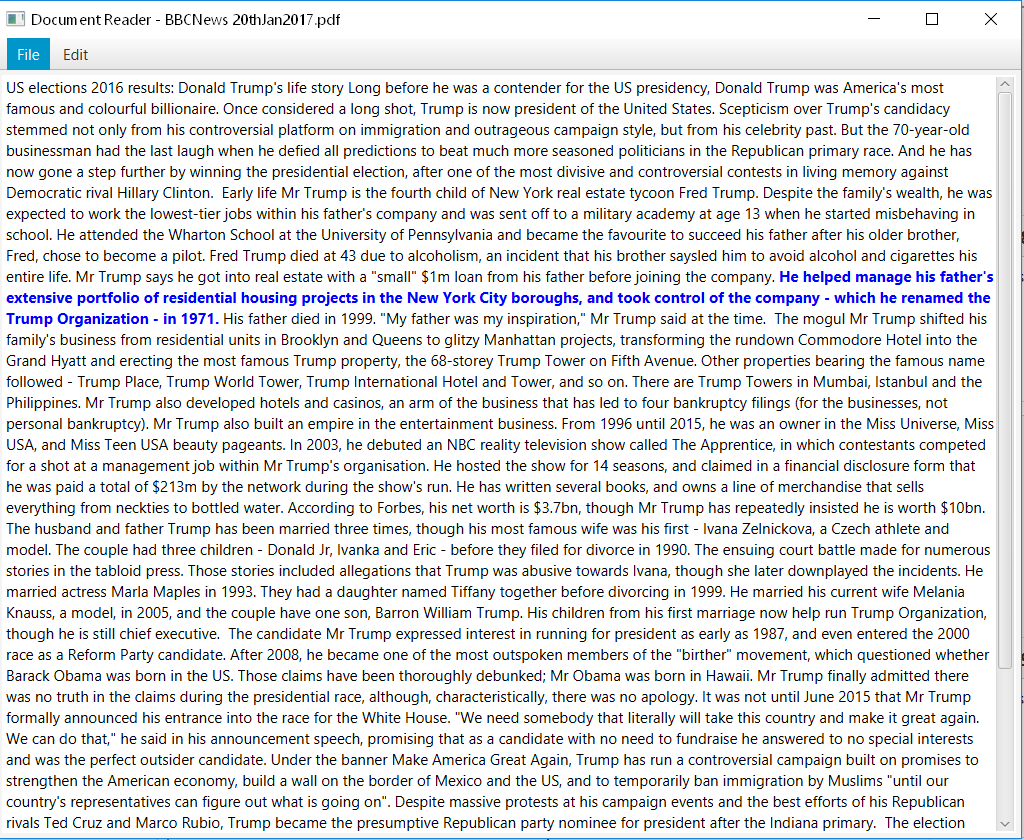 Document Reader - BBCNews 20thJan2017.pdf
File Edit
US elections 2016 results: Donald Trump's life story Long before he was a contender for the US presidency, Donald Trump was America's most
famous and colourful billionaire. Once considered a long shot, Trump is now president of the United States. Scepticism over Trump's candidacy
stemmed not only from his controversial platform on immigration and outrageous campaign style, but from his celebrity past. But the 70-year-old
businessman had the last laugh when he defied all predictions to beat much more seasoned politicians in the Republican primary race. And he has
now gone a step further by winning the presidential election, after one of the most divisive and controversial contests in living memory against
Democratic rival Hillary Clinton.  Early life Mr Trump is the fourth child of New York real estate tycoon Fred Trump. Despite the family's wealth, he was
expected to work the lowest-tier jobs within his father's company and was sent off to a military academy at age 13 when he started misbehaving in
school. He attended the Wharton School at the University of Pennsylvania and became the favourite to succeed his father after his older brother,
Fred, chose to become a pilot. Fred Trump died at 43 due to alcoholism, an incident that his brother saysled him to avoid alcohol and cigarettes his
entire life. Mr Trump says he got into real estate with a "small" $1m loan from his father before joining the company. He helped manage his father's
extensive portfolio of residential housing projects in the New York City boroughs, and took control of the company - which he renamed the
Trump Organization - in 1971. His father died in 1999. "My father was my inspiration," Mr Trump said at the time.  The mogul Mr Trump shifted his
family's business from residential units in Brooklyn and Queens to glitzy Manhattan projects, transforming the rundown Commodore Hotel into the
Grand Hyatt and erecting the most famous Trump property, the 68-storey Trump Tower on Fifth Avenue. Other properties bearing the famous name
followed - Trump Place, Trump World Tower, Trump International Hotel and Tower, and so on. There are Trump Towers in Mumbai, Istanbul and the
Philippines. Mr Trump also developed hotels and casinos, an arm of the business that has led to four bankruptcy filings (for the businesses, not
personal bankruptcy). Mr Trump also built an empire in the entertainment business. From 1996 until 2015, he was an owner in the Miss Universe, Miss
USA, and Miss Teen USA beauty pageants. In 2003, he debuted an NBC reality television show called The Apprentice, in which contestants competed
for a shot at a management job within Mr Trump's organisation. He hosted the show for 14 seasons, and claimed in a financial disclosure form that
he was paid a total of $213m by the network during the show's run. He has written several books, and owns a line of merchandise that sells
everything from neckties to bottled water. According to Forbes, his net worth is $3.7bn, though Mr Trump has repeatedly insisted he is worth $10bn.
The husband and father Trump has been married three times, though his most famous wife was his first - Ivana Zelnickova, a Czech athlete and
model. The couple had three children - Donald Jr, Ivanka and Eric - before they filed for divorce in 1990. The ensuing court battle made for numerous
stories in the tabloid press. Those stories included allegations that Trump was abusive towards Ivana, though she later downplayed the incidents. He
married actress Marla Maples in 1993. They had a daughter named Tiffany together before divorcing in 1999. He married his current wife Melania
Knauss, a model, in 2005, and the couple have one son, Barron William Trump. His children from his first marriage now help run Trump Organization,
though he is still chief executive.  The candidate Mr Trump expressed interest in running for president as early as 1987, and even entered the 2000
race as a Reform Party candidate. After 2008, he became one of the most outspoken members of the "birther" movement, which questioned whether
Barack Obama was born in the US. Those claims have been thoroughly debunked; Mr Obama was born in Hawaii. Mr Trump finally admitted there
was no truth in the claims during the presidential race, although, characteristically, there was no apology. It was not until June 2015 that Mr Trump
formally announced his entrance into the race for the White House. "We need somebody that literally will take this country and make it great again.
We can do that," he said in his announcement speech, promising that as a candidate with no need to fundraise he answered to no special interests
and was the perfect outsider candidate. Under the banner Make America Great Again, Trump has run a controversial campaign built on promises to
strengthen the American economy, build a wall on the border of Mexico and the US, and to temporarily ban immigration by Muslims "until our
country's representatives can figure out what is going on". Despite massive protests at his campaign events and the best efforts of his Republican
rivals Ted Cruz and Marco Rubio, Trump became the presumptive Republican party nominee for president after the Indiana primary.  The election